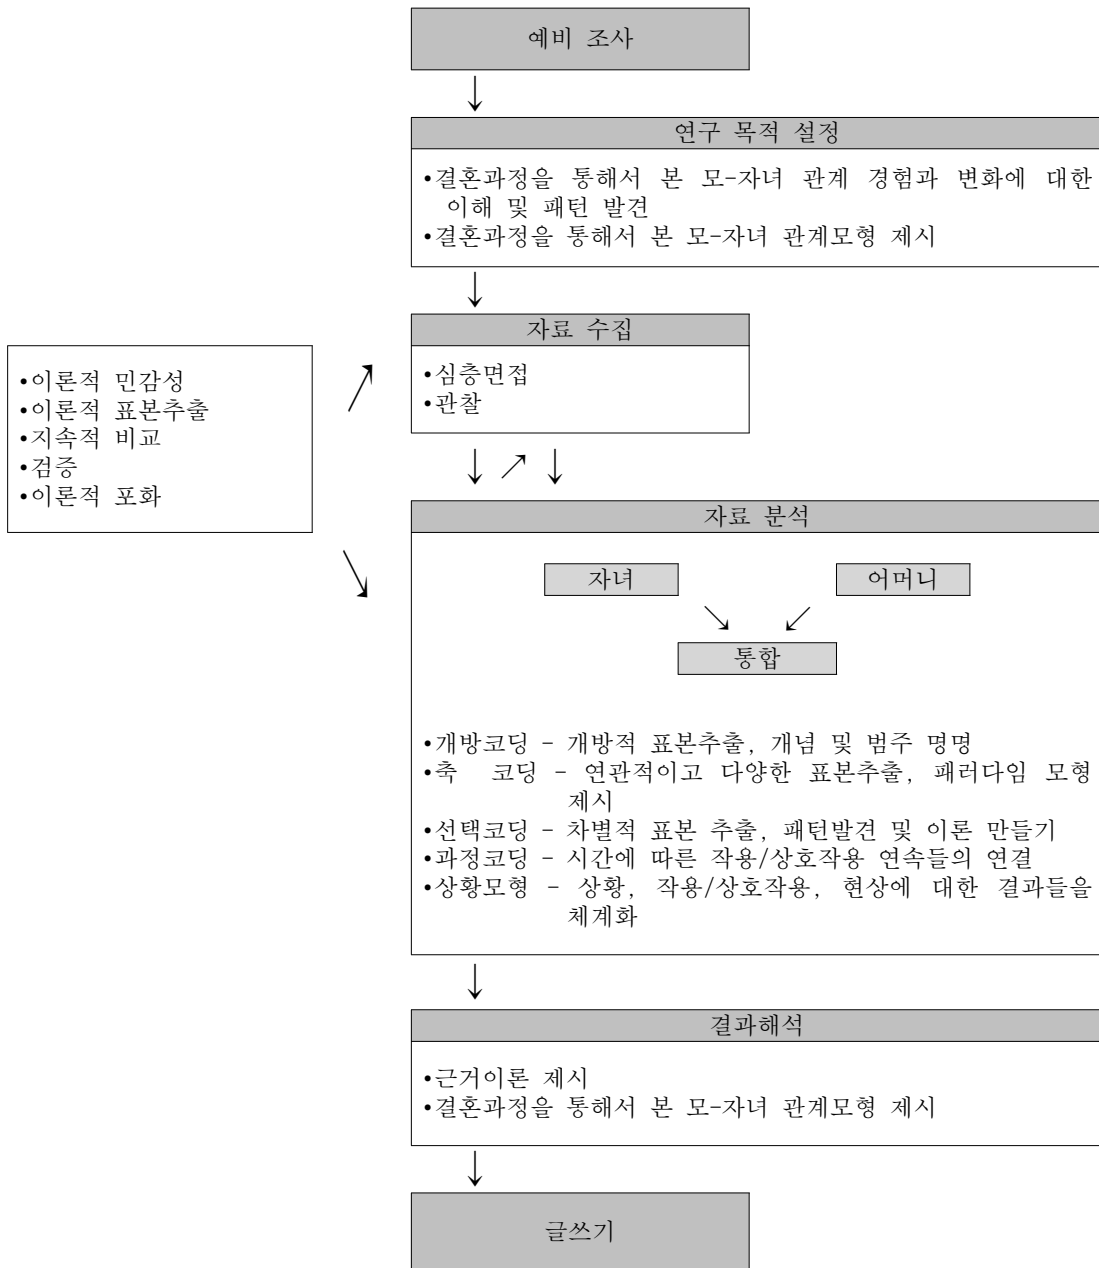 예비 조사
연구 목적 설정
•결혼과정을 통해서 본 모-자녀 관계 경험과 변화에 대한
이해 및 패턴 발견
•결혼과정을 통해서 본 모-자녀 관계모형 제시
자료 수집
•심층면접
•관찰
•이론적 민감성
•이론적 표본추출
•지속적 비교
•검증
•이론적 포화
자료 분석
자녀
어머니
통합
•개방코딩 - 개방적 표본추출, 개념 및 범주 명명
•축 코딩 - 연관적이고 다양한 표본추출, 패러다임 모형
제시
•선택코딩 - 차별적 표본 추출, 패턴발견 및 이론 만들기
•과정코딩 - 시간에 따른 작용/상호작용 연속들의 연결
•상황모형 - 상황, 작용/상호작용, 현상에 대한 결과들을
체계화
결과해석
•근거이론 제시
•결혼과정을 통해서 본 모-자녀 관계모형 제시
글쓰기